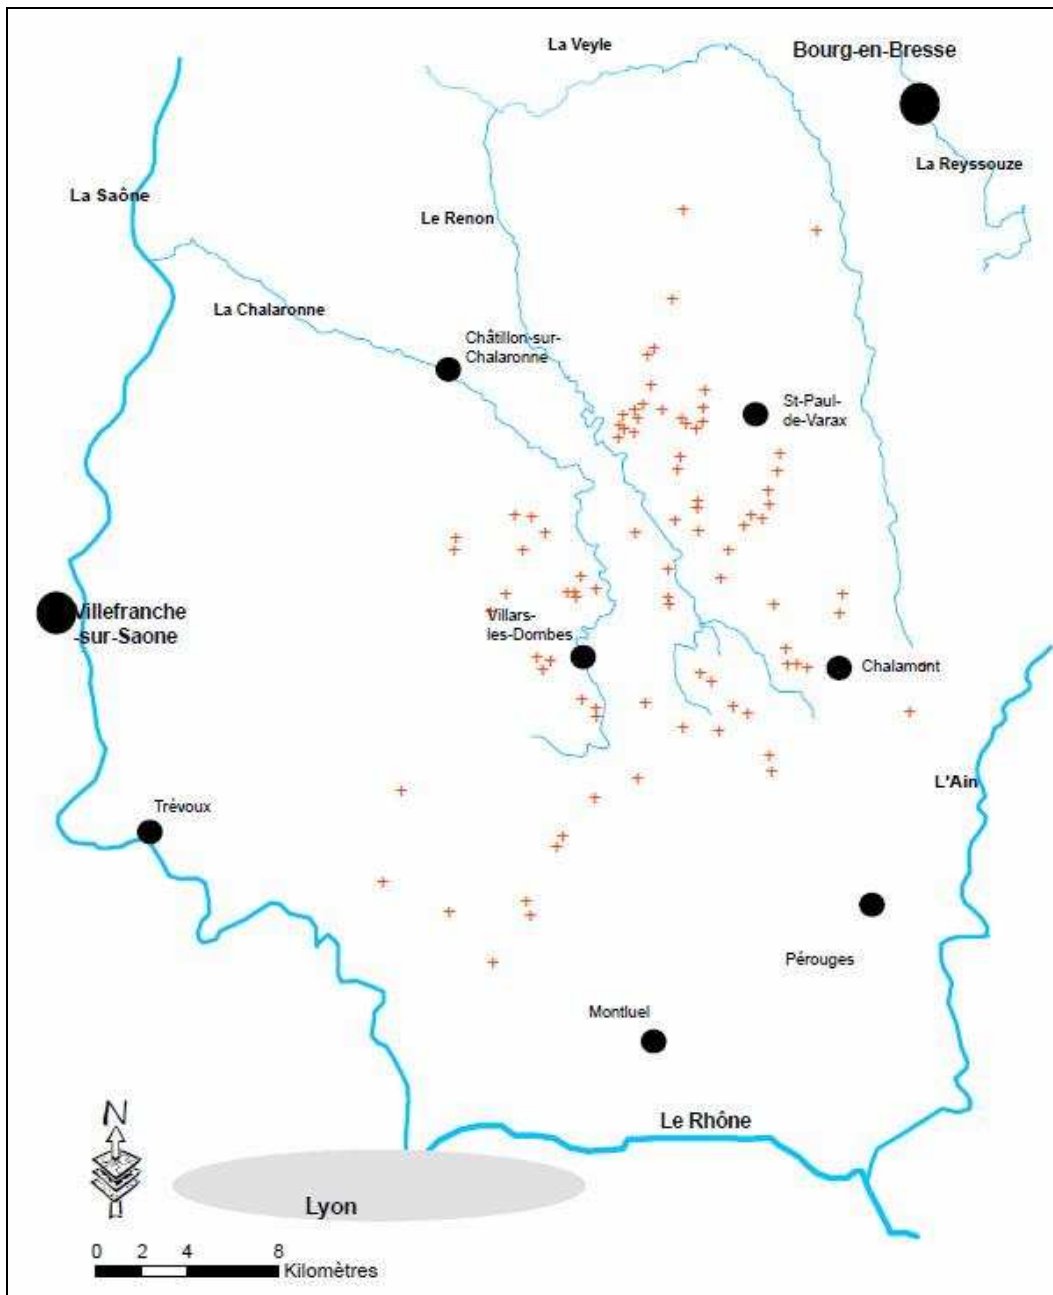 La Veyle
Bourg-en-Bresse
La Reyssouze
La Saône
Le Renon
La Chalaronne
Châtillon-sur-
Chalaronne
St-Paul-
de-Varax
Villefranche
-sur-Saone
Villars-
les-Dombes
Chalamont
L'Ain
Trévoux
Pérouges
Montluel
N
Le Rhône
Lyon
0 2 4 8
Kilomètres